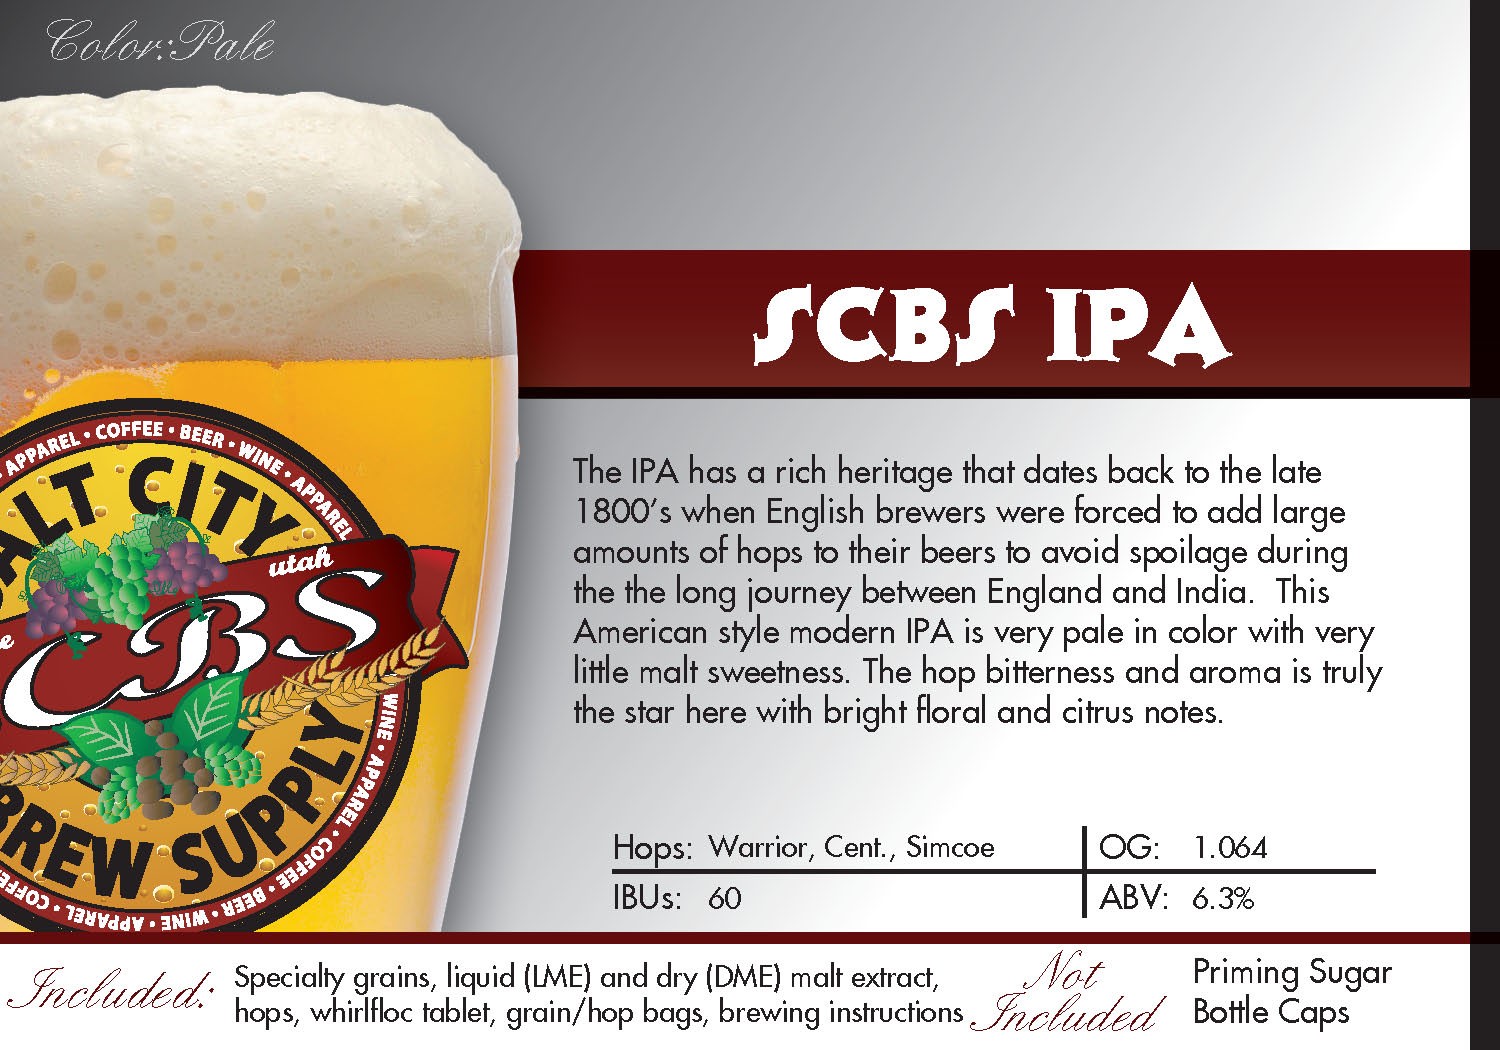 Color: Pale
APPAREL • COFFEE • BEER • WINE • APPAREL
ALT CITY
utah
CBS
BREW SUPPLY
WINE • APPAREL • COFFEE • BEER • WINE • APPAREL •
SCBS IPA
The IPA has a rich heritage that dates back to the late
1800's when English brewers were forced to add large
amounts of hops to their beers to avoid spoilage during
the the long journey between England and India. This
American style modern IPA is very pale in color with very
little malt sweetness. The hop bitterness and aroma is truly
the star here with bright floral and citrus notes.
Hops: Warrior, Cent., Simcoe
OG: 1.064
IBUs: 60
ABV: 6.3%
Included: Specialty grains, liquid (LME) and dry (DME) malt extract,
hops, whirlfloc tablet, grain/hop bags, brewing instructions
Not
Included
Priming Sugar
Bottle Caps